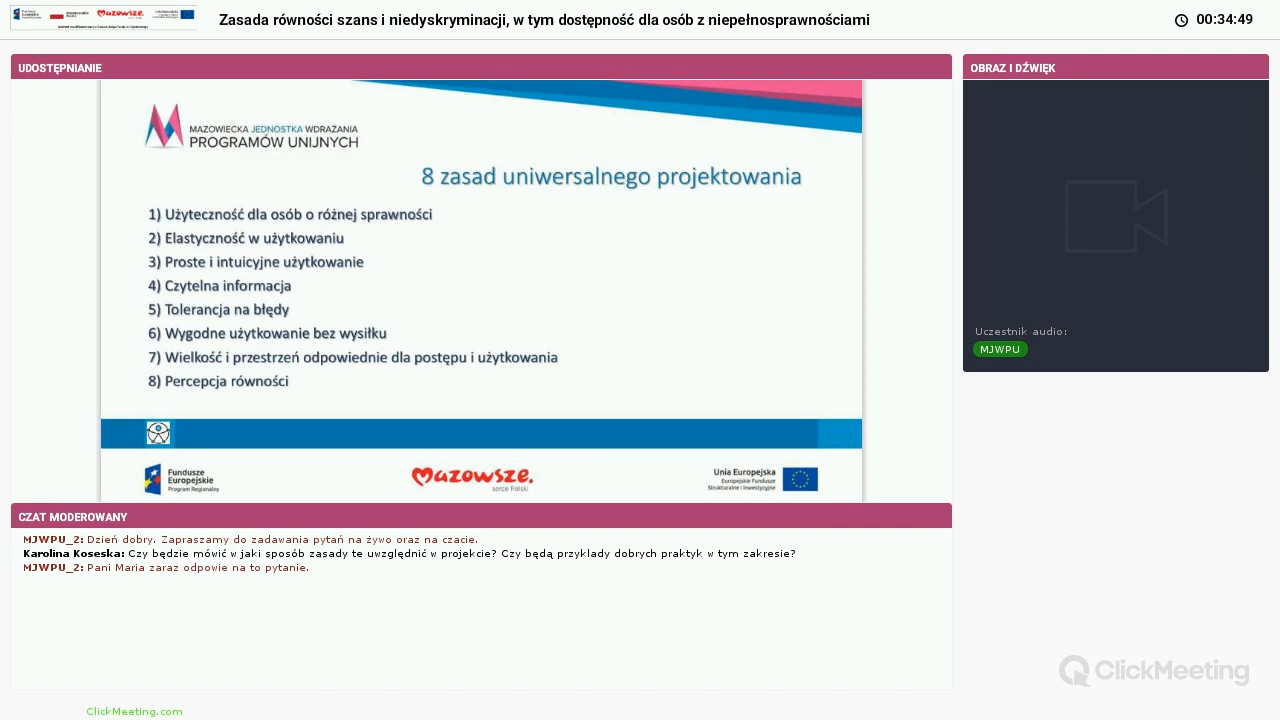 Fundusze
Europejskie
Mazowsze.
Zasada równości szans i niedyskryminacji, w tym dostępność dla osób z niepełnosprawnościami
00:34:49
UDOSTĘPNIANIE
OBRAZ I DŹWIĘK
MAZOWIECKA JEDNOSTKA WDRAŻANIA
PROGRAMÓW UNIJNYCH
8 zasad uniwersalnego projektowania
1) Użyteczność dla osób o różnej sprawności
2) Elastyczność w użytkowaniu
3) Proste i intuicyjne użytkowanie
4) Czytelna informacja
5) Tolerancja na błędy
6) Wygodne użytkowanie bez wysiłku
7) Wielkość i przestrzeń odpowiednie dla postępu i użytkowania
8) Percepcja równości
Uczestnik audio:
MJWPU
Fundusze
Europejskie
Program Regionalny
Mazowsze.
serce Polski
Unia Europejska
Europejskie Fundusze
Strukturalne i Inwestycyjne
CZAT MODEROWANY
MJWPU_2: Dzień dobry. Zapraszamy do zadawania pytań na żywo oraz na czacie.
Karolina Koseska: Czy będzie mówić w jaki sposób zasady te uwzględnić w projekcie? Czy będą przyklady dobrych praktyk w tym zakresie?
MJWPU_2: Pani Maria zaraz odpowie na to pytanie.
ClickMeeting
ClickMeeting.com